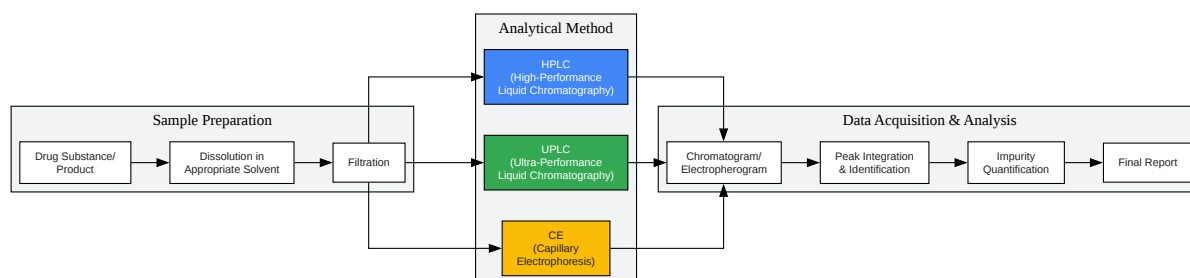 Sample Preparation
Drug Substance/
Product
Dissolution in
Appropriate Solvent
Filtration
Analytical Method
HPLC
(High-Performance
Liquid Chromatography)
UPLC
(Ultra-Performance
Liquid Chromatography)
CE
(Capillary
Electrophoresis)
Data Acquisition & Analysis
Chromatogram/
Electropherogram
Peak Integration
& Identification
Impurity
Quantification
Final Report